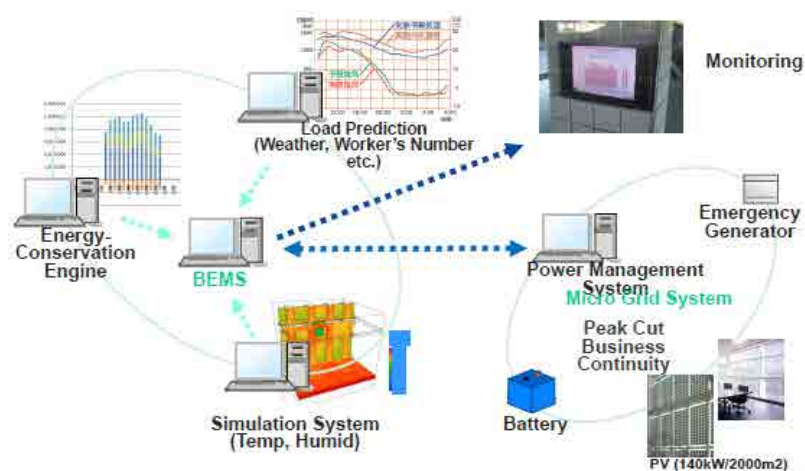 Monitoring
Load Prediction
(Weather, Worker's Number
etc.)
Energy-
Conservation
Engine
BEMS
Emergency
Generator
Power Management
System
Micro Grid System
Peak Cut
Business
Continuity
Simulation System
(Temp, Humid)
Battery
PV (140kW/2000m2)